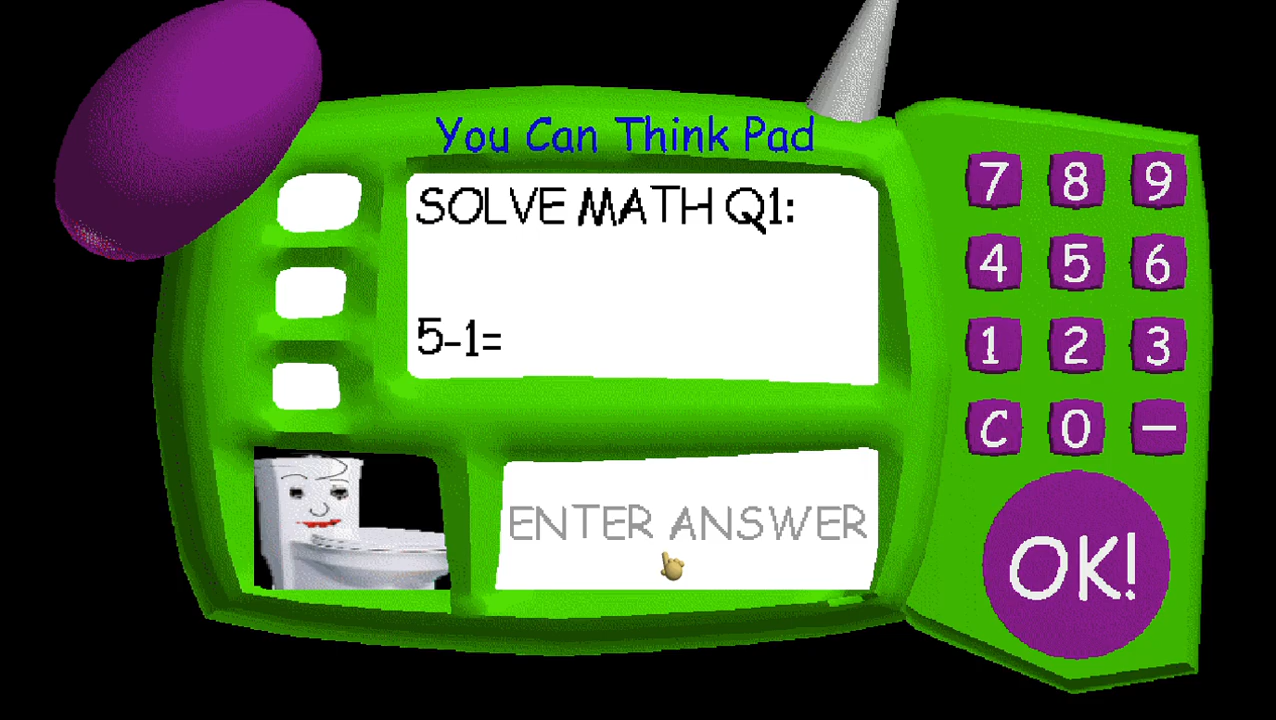 You Can Think Pad
SOLVE MATH Q1:
5-1=
ENTER ANSWER
7 8 9
4 5 6
1 2 3
C 0 −
OK!